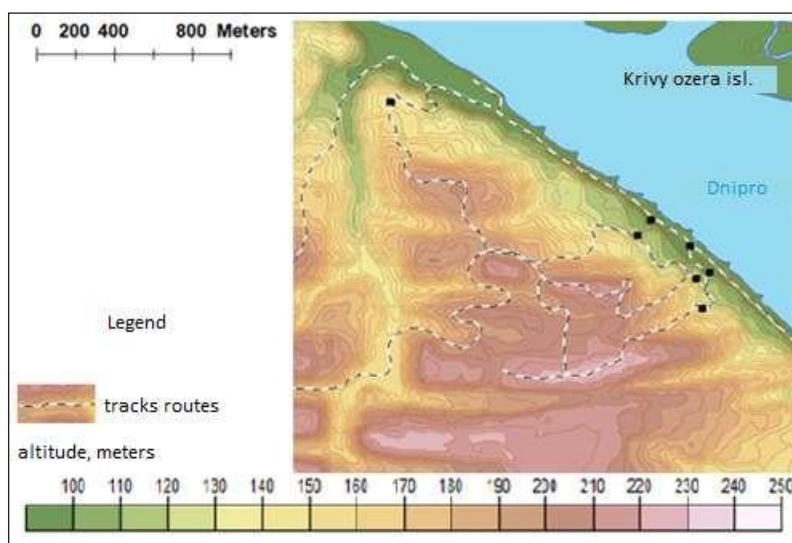 0 200 400 800 Meters
Krivy ozera isl.
Dnipro
Legend
tracks routes
altitude, meters
100 110 120 130 140 150 160 170 180 190 200 210 220 230 240 250